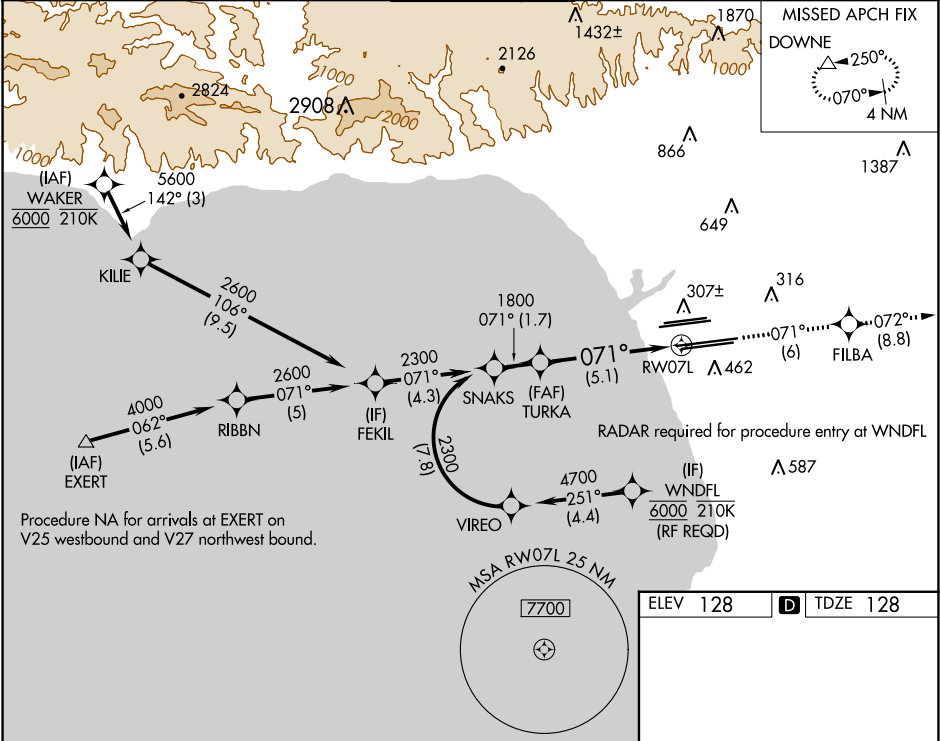 1432±
1870
MISSED APCH FIX
DOWNE
250°
070°
4 NM
1000
2126
1000
2824
2908
2000
1000
866
1387
649
(IAF)
WAKER
6000 210K
5600
142° (3)
KILIE
2600
106°
(9.5)
1800
071° (1.7)
307±
316
071°
(6)
072°
(8.8)
FILBA
RW07L
462
071°
(5.1)
2300
071°
(4.3)
SNAKS
(FAF)
TURKA
2600
071°
(5)
(IF)
FEKIL
4000
062°
(5.6)
RIBBN
(IAF)
EXERT
2300
(7.8)
RADAR required for procedure entry at WNDFL
587
4700
251°
(4.4)
(IF)
WNDFL
6000 210K
(RF REQD)
VIREO
Procedure NA for arrivals at EXERT on
V25 westbound and V27 northwest bound.
MSA RW07L 25 NM
7700
ELEV 128 D TDZE 128